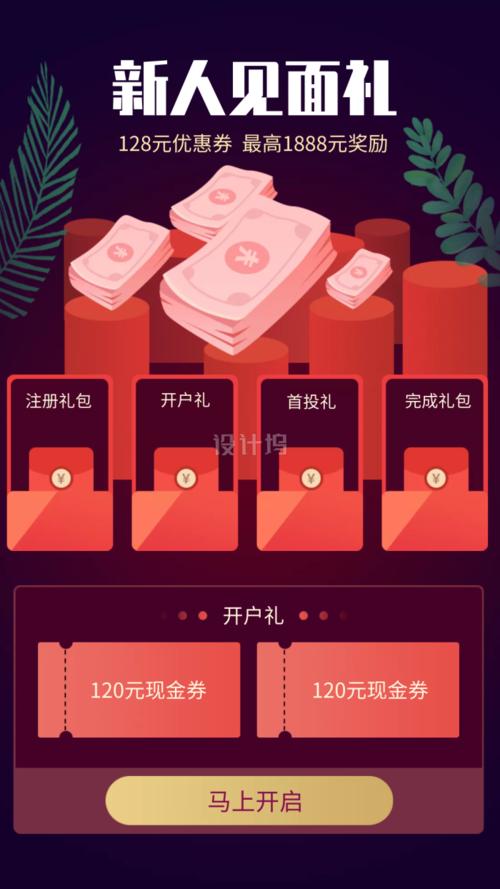 新人见面礼
128元优惠券 最高1888元奖励
注册礼包
开户礼
首投礼
完成礼包
设计坞
¥
¥
¥
¥
开户礼
120元现金券
120元现金券
马上开启